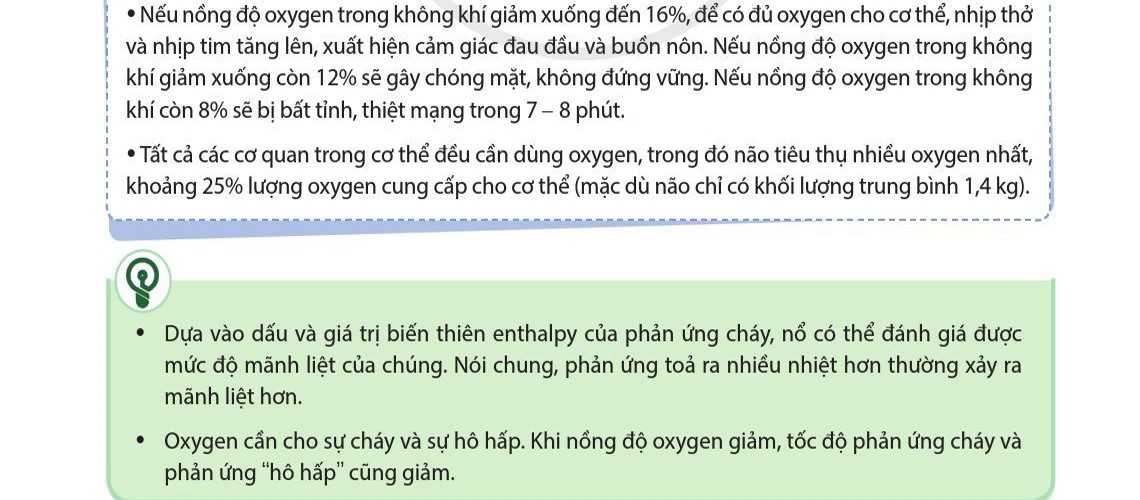 • Nếu nồng độ oxygen trong không khí giảm xuống đến 16%, để có đủ oxygen cho cơ thể, nhịp thở
và nhịp tim tăng lên, xuất hiện cảm giác đau đầu và buồn nôn. Nếu nồng độ oxygen trong không
khí giảm xuống còn 12% sẽ gây chóng mặt, không đứng vững. Nếu nồng độ oxygen trong không
khí còn 8% sẽ bị bất tỉnh, thiệt mạng trong 7 – 8 phút.
• Tất cả các cơ quan trong cơ thể đều cần dùng oxygen, trong đó não tiêu thụ nhiều oxygen nhất,
khoảng 25% lượng oxygen cung cấp cho cơ thể (mặc dù não chỉ có khối lượng trung bình 1,4 kg).
• Dựa vào dấu và giá trị biến thiên enthalpy của phản ứng cháy, nổ có thể đánh giá được
mức độ mãnh liệt của chúng. Nói chung, phản ứng toả ra nhiều nhiệt hơn thường xảy ra
mãnh liệt hơn.
• Oxygen cần cho sự cháy và sự hô hấp. Khi nồng độ oxygen giảm, tốc độ phản ứng cháy và
phản ứng “hô hấp” cũng giảm.